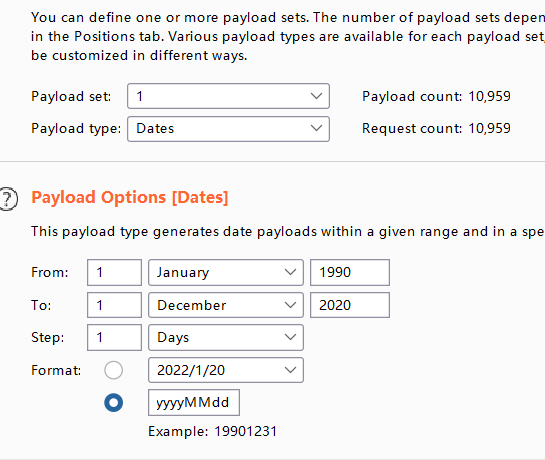 You can define one or more payload sets. The number of payload sets depen
in the Positions tab. Various payload types are available for each payload set,
be customized in different ways.
Payload set: 1 Payload count: 10,959
Payload type: Dates Request count: 10,959
? Payload Options [Dates]
This payload type generates date payloads within a given range and in a spe
From: 1 January 1990
To: 1 December 2020
Step: 1 Days
Format: 2022/1/20
yyyyMMdd
Example: 19901231